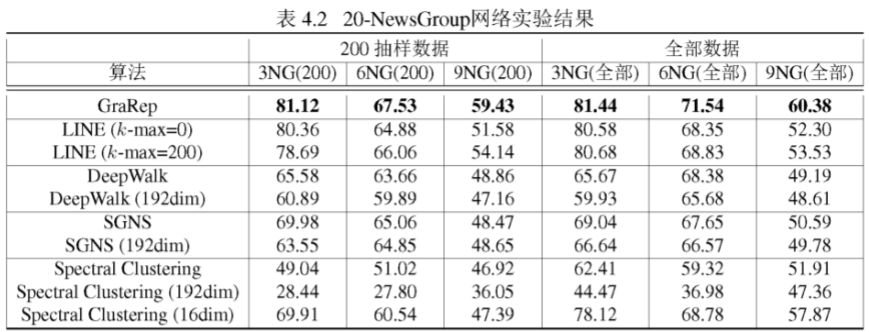 表 4.2 20-NewsGroup网络实验结果
200 抽样数据 全部数据
算法 3NG(200) 6NG(200) 9NG(200) 3NG(全部) 6NG(全部) 9NG(全部)
GraRep 81.12 67.53 59.43 81.44 71.54 60.38
LINE (k-max=0) 80.36 64.88 51.58 80.58 68.35 52.30
LINE (k-max=200) 78.69 66.06 54.14 80.68 68.83 53.53
DeepWalk 65.58 63.66 48.86 65.67 68.38 49.19
DeepWalk (192dim) 60.89 59.89 47.16 59.93 65.68 48.61
SGNS 69.98 65.06 48.47 69.04 67.65 50.59
SGNS (192dim) 63.55 64.85 48.65 66.64 66.57 49.78
Spectral Clustering 49.04 51.02 46.92 62.41 59.32 51.91
Spectral Clustering (192dim) 28.44 27.80 36.05 44.47 36.98 47.36
Spectral Clustering (16dim) 69.91 60.54 47.39 78.12 68.78 57.87